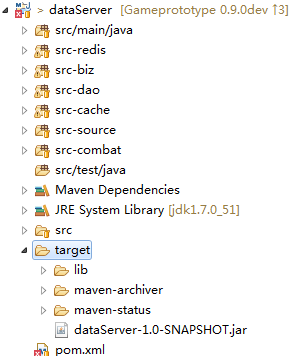 > dataServer [Gameprototype 0.9.0dev ↑3]
src/main/java
src-redis
src-biz
src-dao
src-cache
src-source
src-combat
src/test/java
Maven Dependencies
JRE System Library [jdk1.7.0_51]
src
target
lib
maven-archiver
maven-status
dataServer-1.0-SNAPSHOT.jar
pom.xml